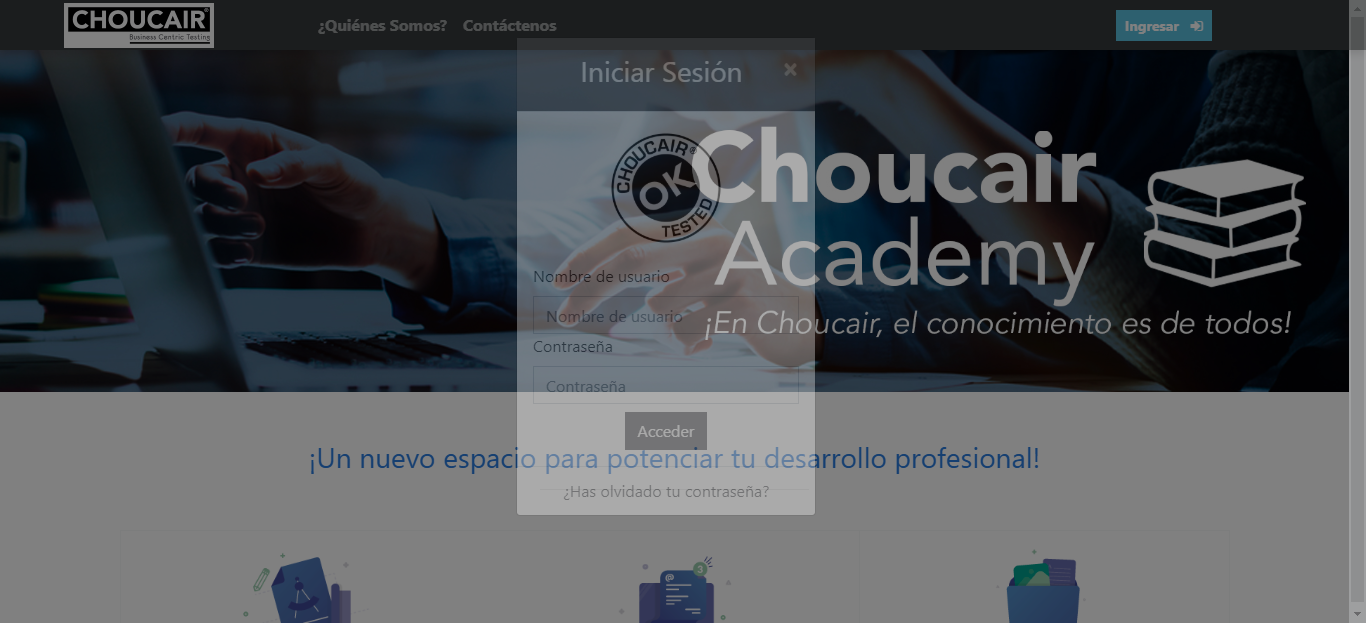 CHOUCAIR®
Business Centric Testing
¿Quiénes Somos?
Contáctenos
Ingresar
Iniciar Sesión
×
CHOUCAIR®
OK
TESTED
Choucair
Academy
¡En Choucair, el conocimiento es de todos!
Nombre de usuario
Nombre de usuario
Contraseña
Contraseña
Acceder
¡Un nuevo espacio para potenciar tu desarrollo profesional!
¿Has olvidado tu contraseña?
3